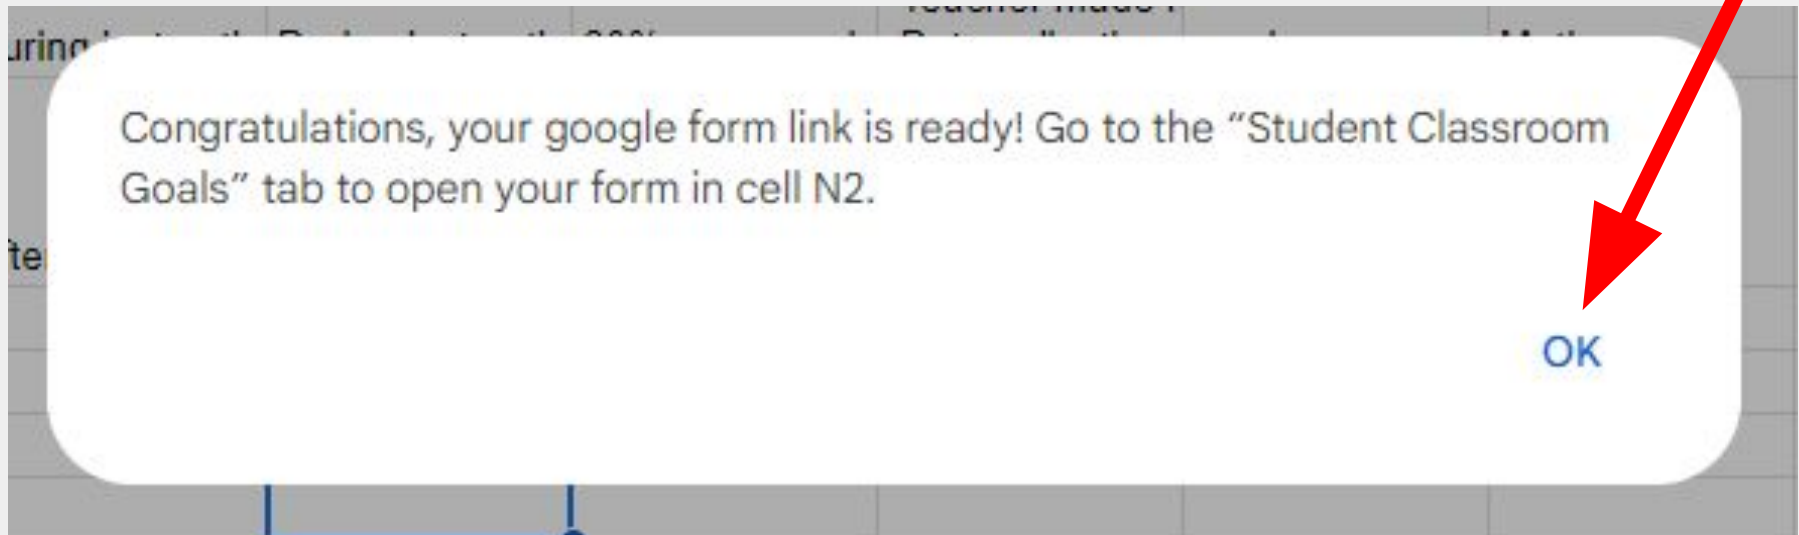 Congratulations, your google form link is ready! Go to the “Student Classroom
Goals” tab to open your form in cell N2.
OK